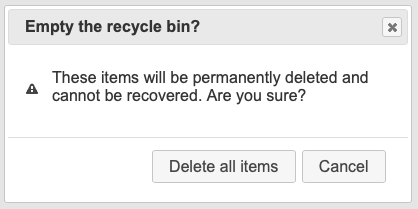 Empty the recycle bin?
These items will be permanently deleted and
cannot be recovered. Are you sure?
Delete all items
Cancel